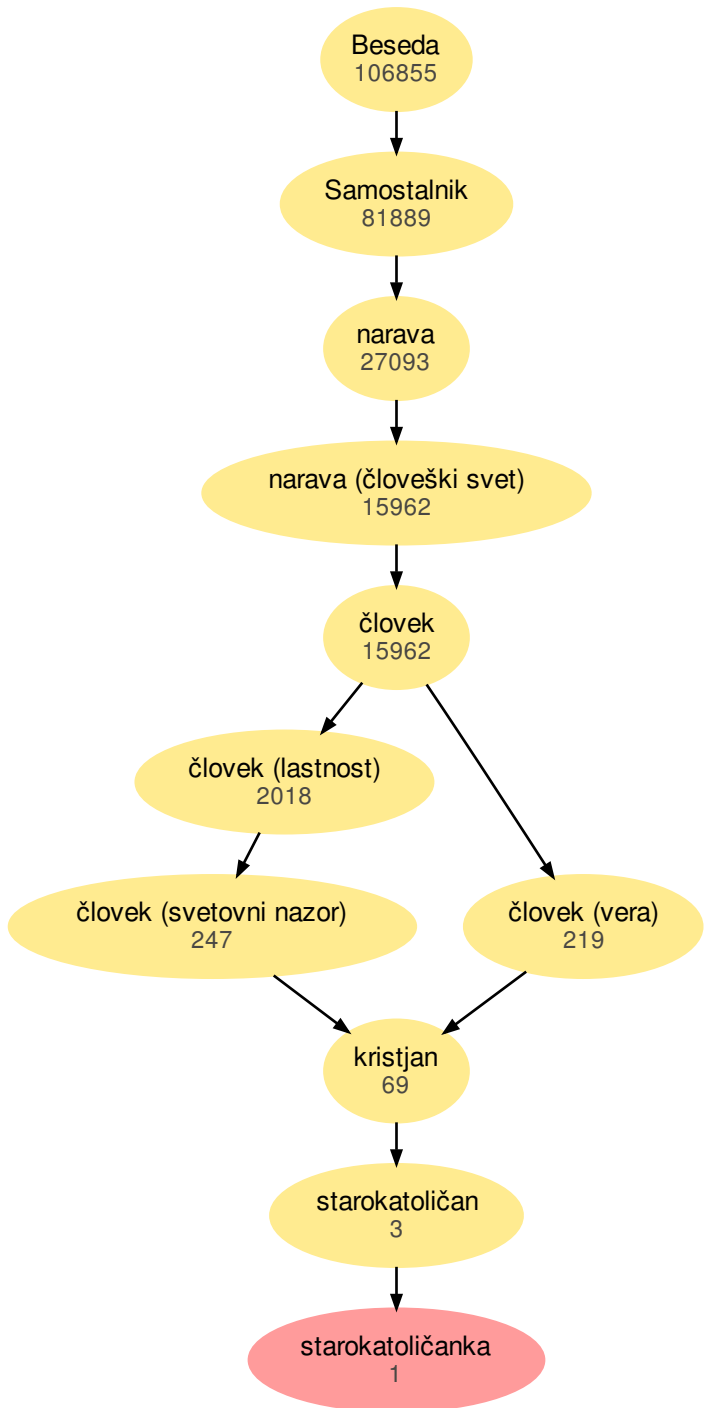 Beseda
106855
Samostalnik
81889
narava
27093
narava (človeški svet)
15962
človek
15962
človek (lastnost)
2018
človek (svetovni nazor)
247
človek (vera)
219
kristjan
69
starokatoličan
3
starokatoličanka
1